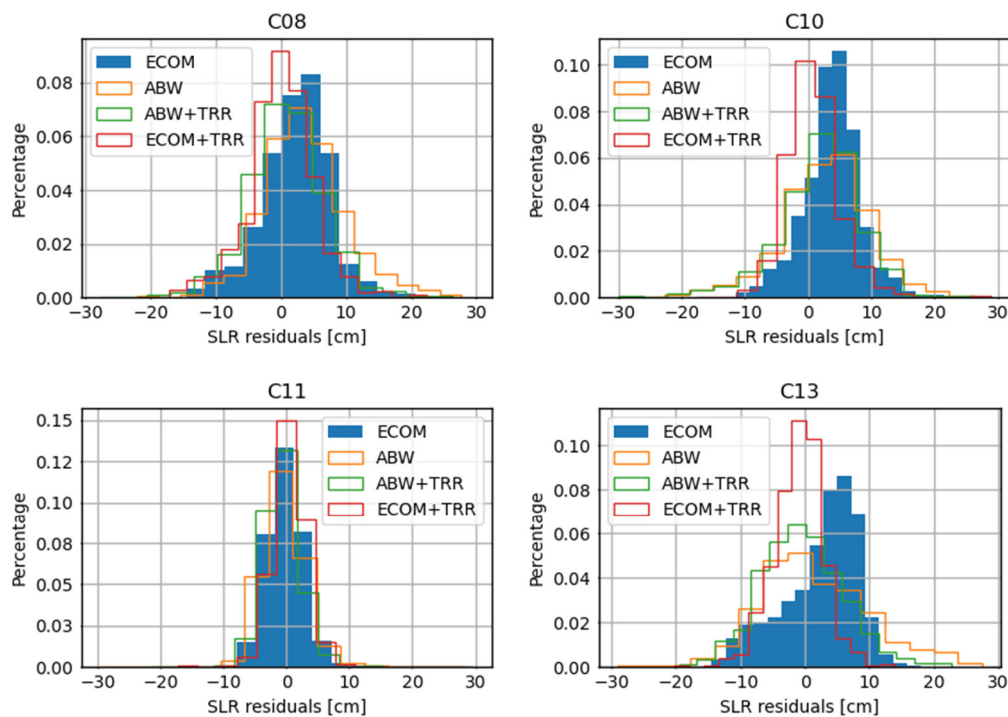 C08
Percentage
0.08
0.06
0.04
0.02
0.00
ECOM
ABW
ABW+TRR
ECOM+TRR
−30 −20 −10 0 10 20 30
SLR residuals [cm]
C10
Percentage
0.10
0.08
0.06
0.04
0.02
0.00
ECOM
ABW
ABW+TRR
ECOM+TRR
−30 −20 −10 0 10 20 30
SLR residuals [cm]
C11
Percentage
0.15
0.12
0.10
0.08
0.05
0.03
0.00
ECOM
ABW
ABW+TRR
ECOM+TRR
−30 −20 −10 0 10 20 30
SLR residuals [cm]
C13
Percentage
0.10
0.08
0.06
0.04
0.02
0.00
ECOM
ABW
ABW+TRR
ECOM+TRR
−30 −20 −10 0 10 20 30
SLR residuals [cm]